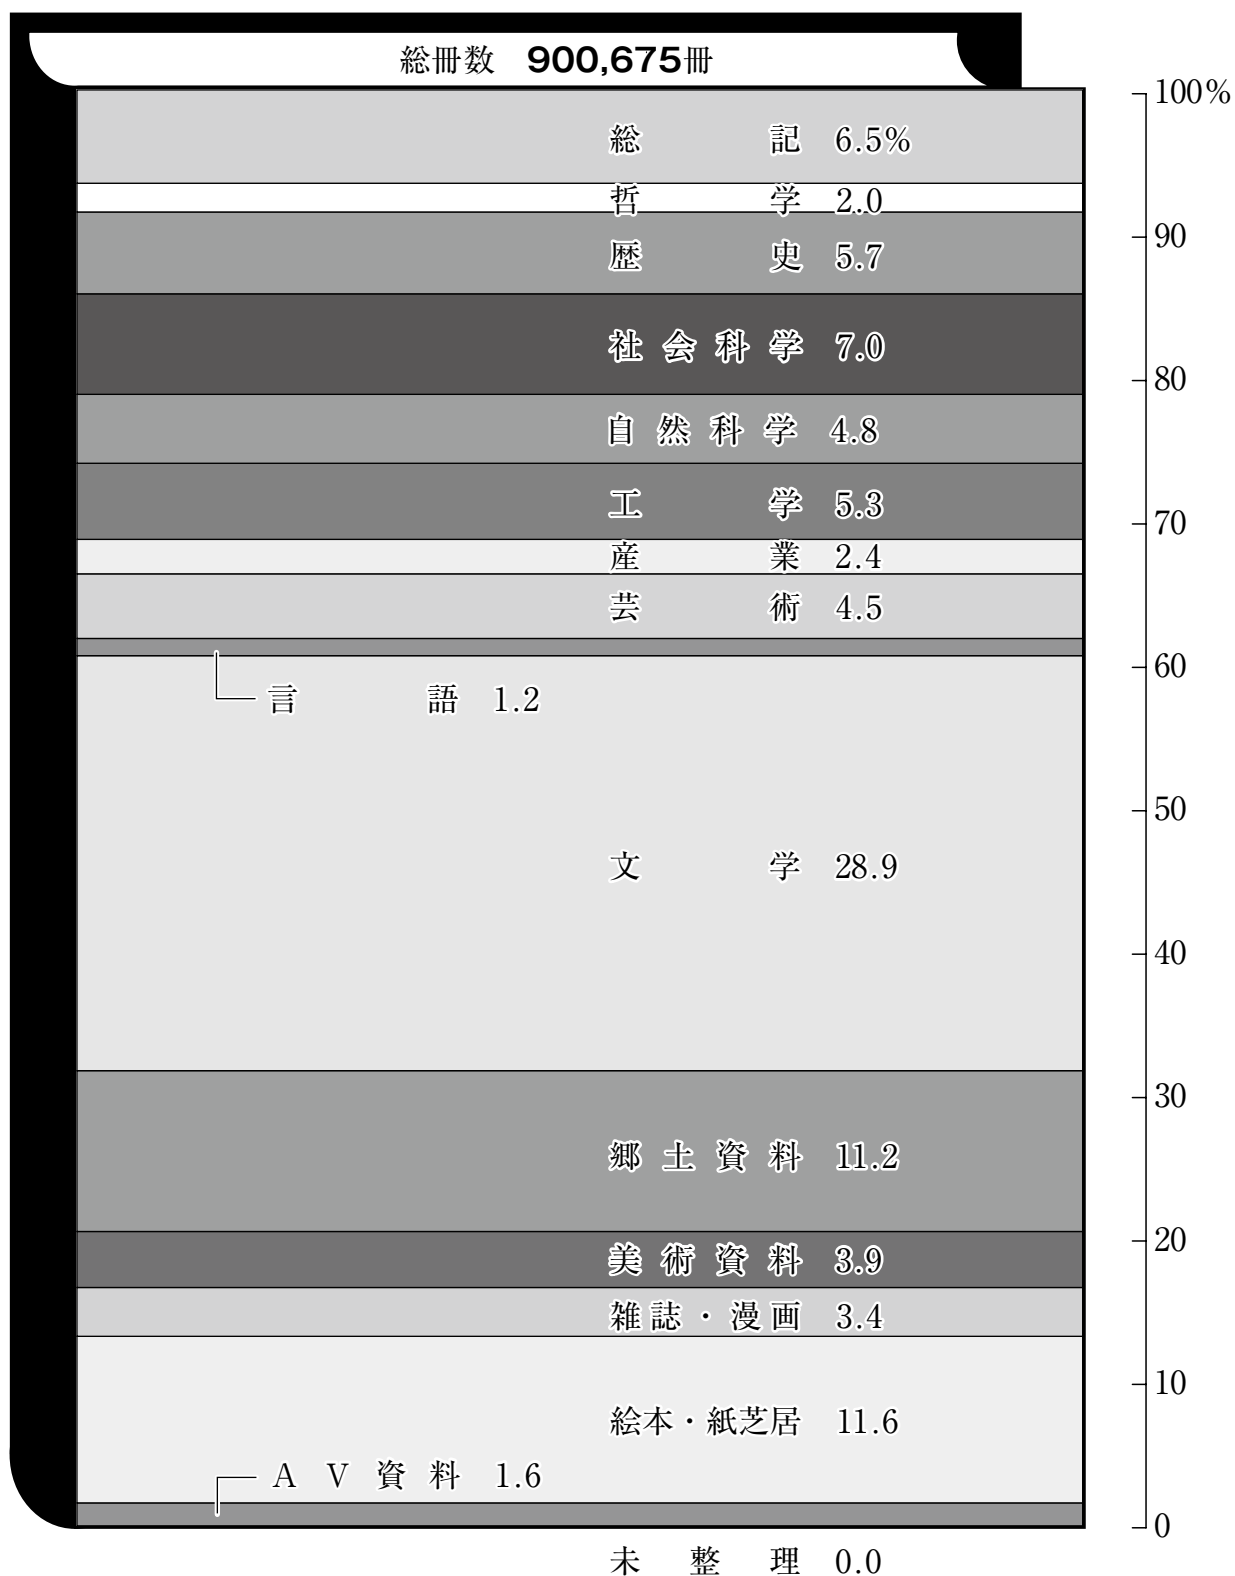 総冊数 900,675冊
100%
総記 6.5%
哲学 2.0
90
歴史 5.7
社会科学 7.0
80
自然科学 4.8
工学 5.3
70
産業 2.4
芸術 4.5
60
言語 1.2
50
文学 28.9
40
30
郷土資料 11.2
20
美術資料 3.9
雑誌・漫画 3.4
10
絵本・紙芝居 11.6
AV資料 1.6
0
未整理 0.0